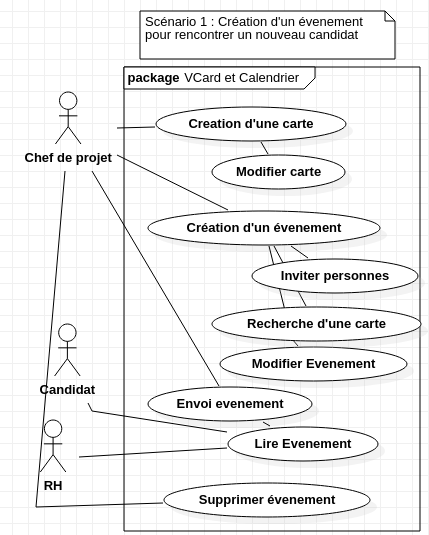 Scénario 1 : Création d'un évenement
pour rencontrer un nouveau candidat
package VCard et Calendrier
Creation d'une carte
Chef de projet
Modifier carte
Création d'un évenement
Inviter personnes
Recherche d'une carte
Modifier Evenement
Candidat
Envoi evenement
Lire Evenement
RH
Supprimer évenement